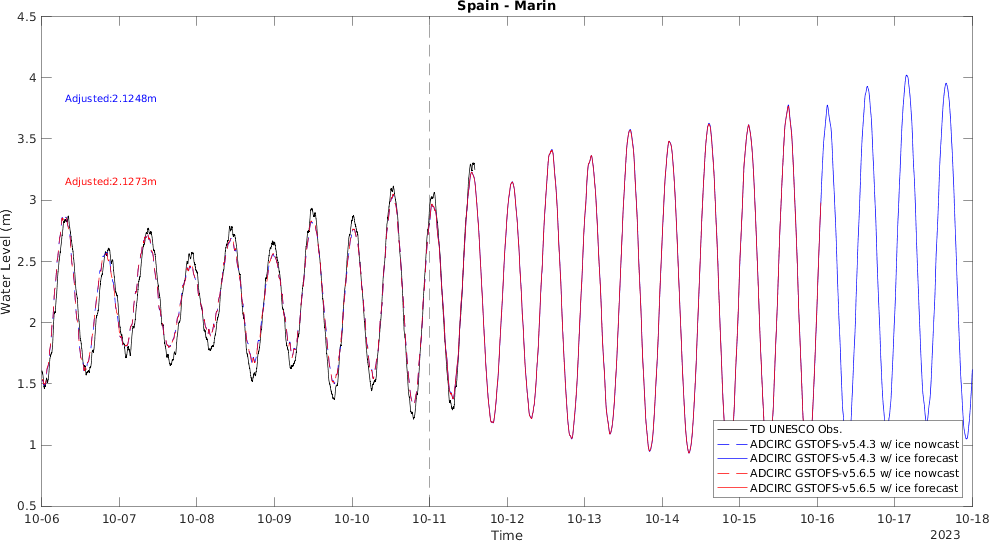 Spain - Marin
4.5
4
3.5
3
2.5
2
1.5
1
0.5
Water Level (m)
Adjusted:2.1248m
Adjusted:2.1273m
TD UNESCO Obs.
ADCIRC GSTOFS-v5.4.3 w/ ice nowcast
ADCIRC GSTOFS-v5.4.3 w/ ice forecast
ADCIRC GSTOFS-v5.6.5 w/ ice nowcast
ADCIRC GSTOFS-v5.6.5 w/ ice forecast
10-06 10-07 10-08 10-09 10-10 10-11 10-12 10-13 10-14 10-15 10-16 10-17 10-18
Time
2023